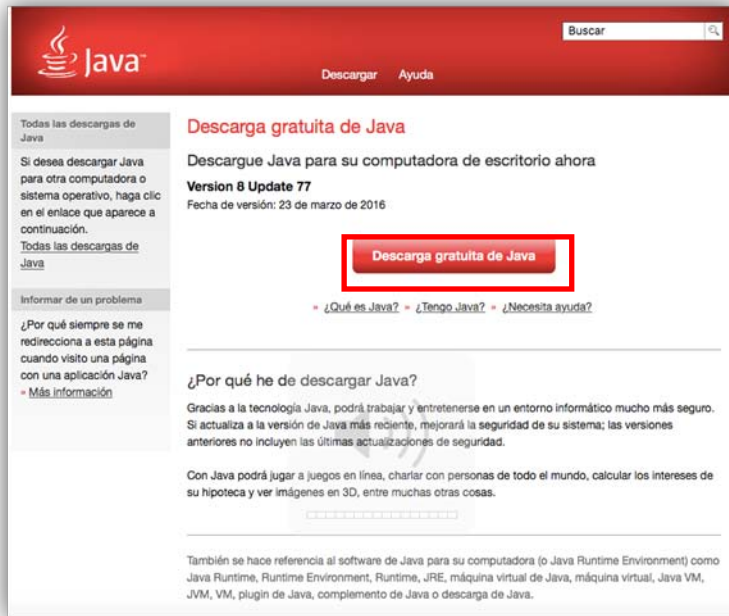 Java™
Buscar
Descargar Ayuda
Todas las descargas de
Java
Si desea descargar Java
para otra computadora o
sistema operativo, haga clic
en el enlace que aparece a
continuación.
Todas las descargas de
Java
Informar de un problema
¿Por qué siempre se me
redirecciona a esta página
cuando visito una página
con una aplicación Java?
» Más información
Descarga gratuita de Java
Descargue Java para su computadora de escritorio ahora
Version 8 Update 77
Fecha de versión: 23 de marzo de 2016
Descarga gratuita de Java
» ¿Qué es Java? » ¿Tengo Java? » ¿Necesita ayuda?
¿Por qué he de descargar Java?
Gracias a la tecnología Java, podrá trabajar y entretenerse en un entorno informático mucho más seguro.
Si actualiza a la versión de Java más reciente, mejorará la seguridad de su sistema; las versiones
anteriores no incluyen las últimas actualizaciones de seguridad.
Con Java podrá jugar a juegos en línea, charlar con personas de todo el mundo, calcular los intereses de
su hipoteca y ver imágenes en 3D, entre muchas otras cosas.
También se hace referencia al software de Java para su computadora (o Java Runtime Environment) como
Java Runtime, Runtime Environment, Runtime, JRE, máquina virtual de Java, máquina virtual, Java VM,
JVM, VM, plugin de Java, complemento de Java o descarga de Java.